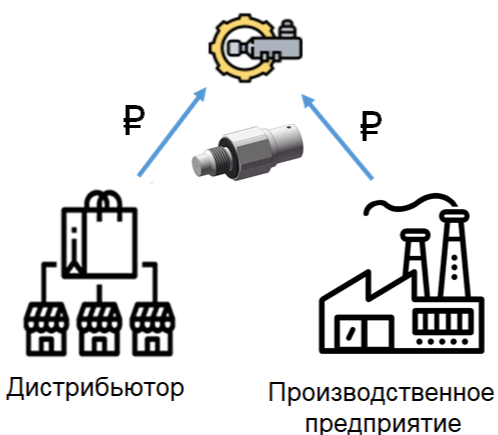 ₽
₽
Дистрибьютор
Производственное
предприятие